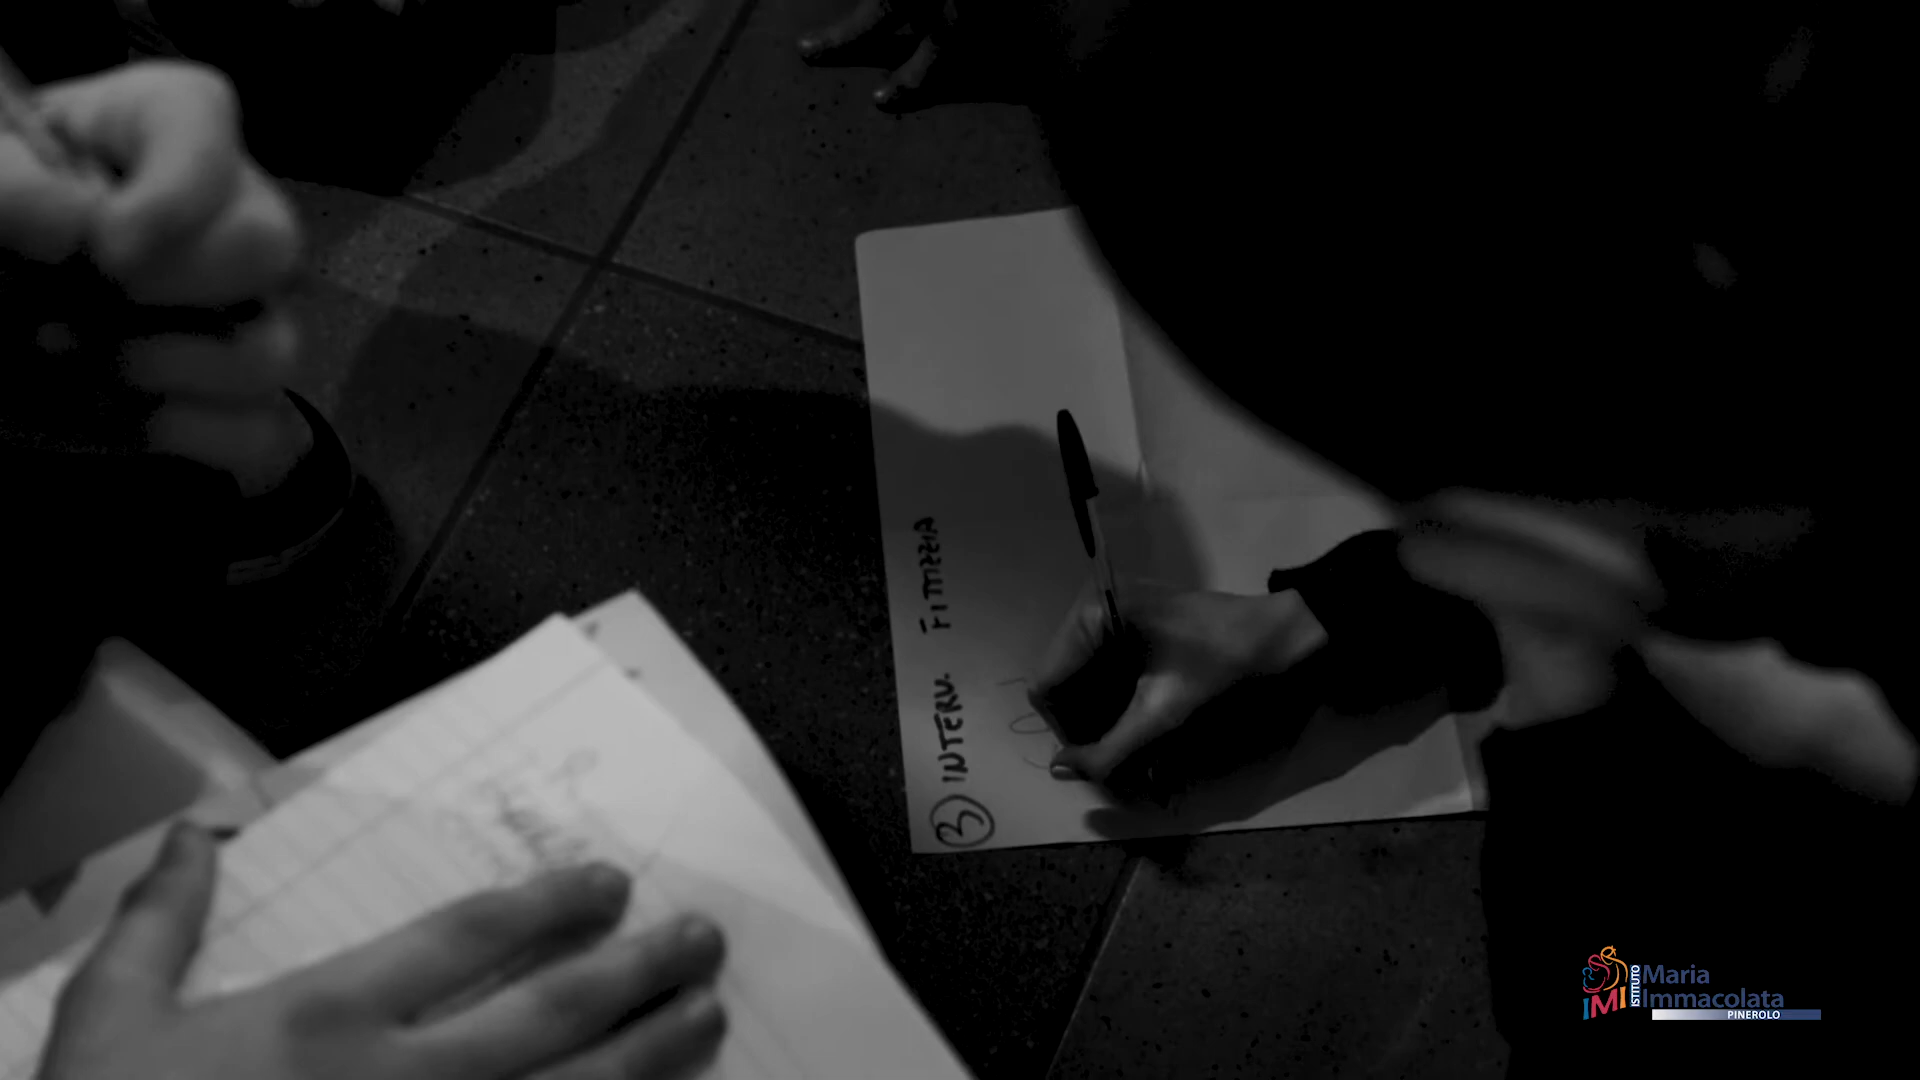 ③ INTERV. FITTIZIA
IMI
ISTITUTO
Maria
Immacolata
PINEROLO